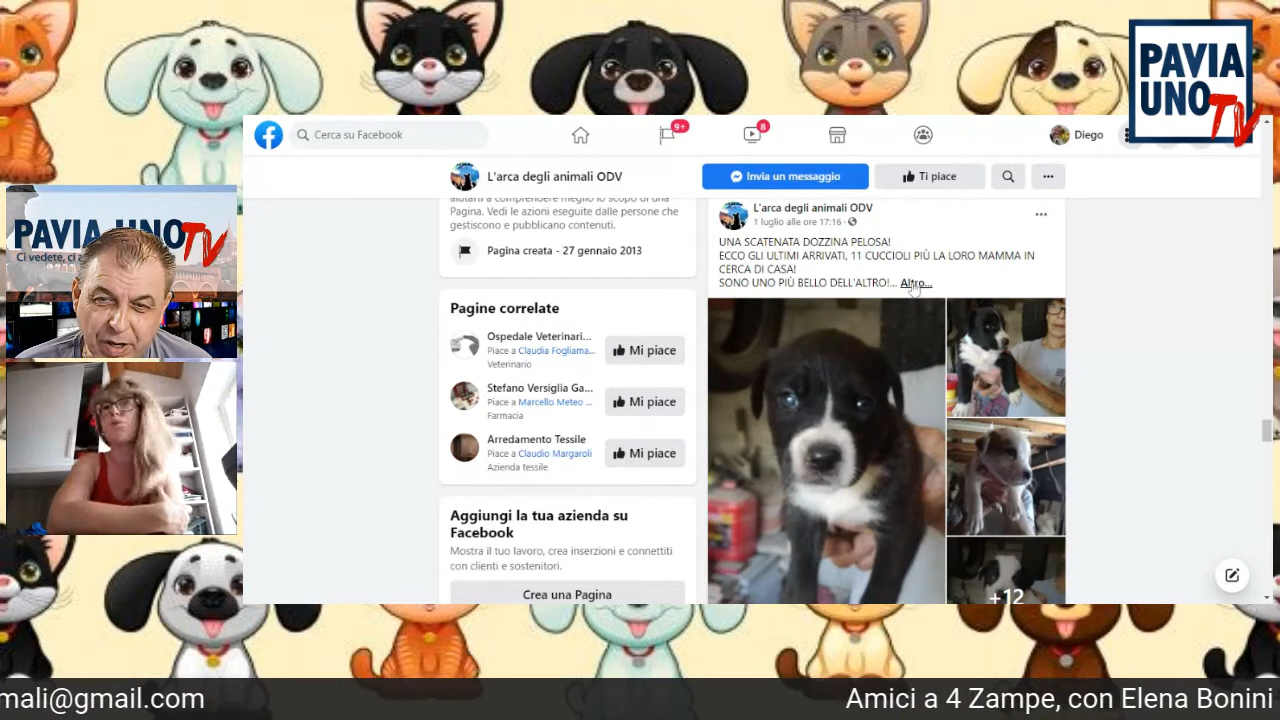 PAVIA
UNO TV
Cerca su Facebook
9+
8
Diego
L'arca degli animali ODV
Invia un messaggio
Ti piace
aiutarti a comprendere meglio lo scopo di una
Pagina. Vedi le azioni eseguite dalle persone che
gestiscono e pubblicano contenuti.
Pagina creata - 27 gennaio 2013
Pagine correlate
Ospedale Veterinari...
Piace a Claudia Fogliama...
Veterinario
Mi piace
Stefano Versiglia Ga...
Piace a Marcello Meteo ...
Farmacia
Mi piace
Arredamento Tessile
Piace a Claudio Margaroli
Azienda tessile
Mi piace
Aggiungi la tua azienda su
Facebook
Mostra il tuo lavoro, crea inserzioni e connettiti
con clienti e sostenitori.
Crea una Pagina
L'arca degli animali ODV
1 luglio alle ore 17:16
UNA SCATENATA DOZZINA PELOSA!
ECCO GLI ULTIMI ARRIVATI, 11 CUCCIOLI PIÙ LA LORO MAMMA IN
CERCA DI CASA!
SONO UNO PIÙ BELLO DELL'ALTRO!... Altro...
+12
PAVIA UNO TV
Ci vedete, ci
mali@gmail.com
Amici a 4 Zampe, con Elena Bonini